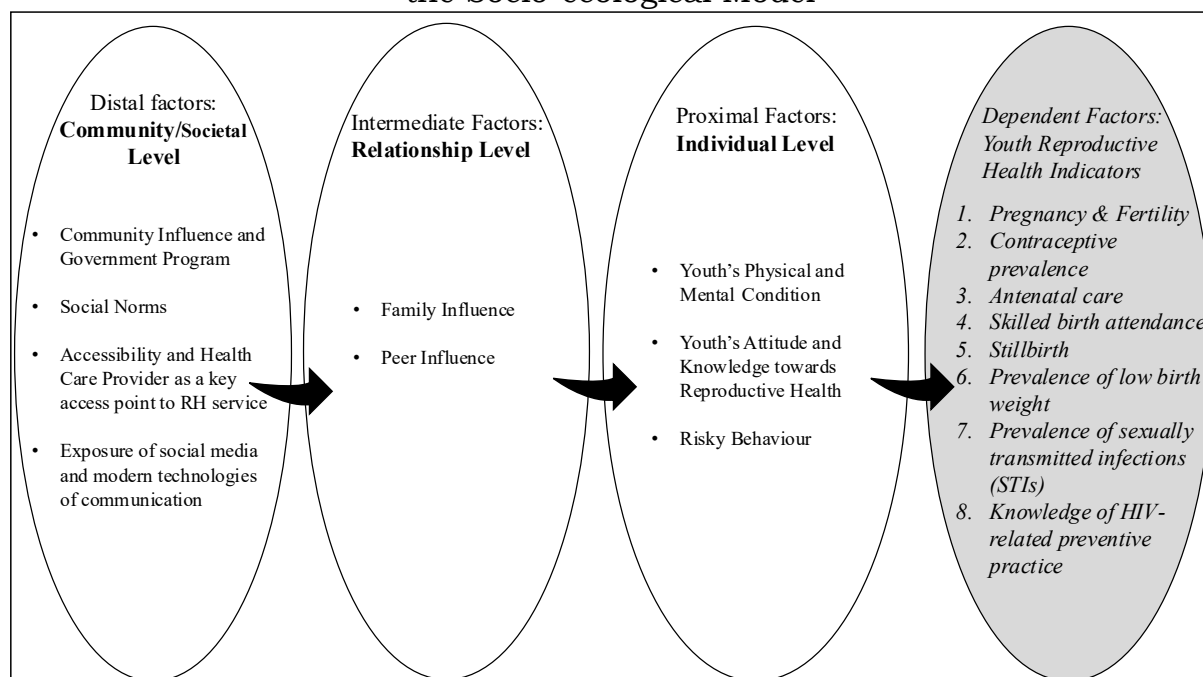 the Socio-ecological Model
Distal factors:
Community/Societal
Level
• Community Influence and
Government Program
• Social Norms
• Accessibility and Health
Care Provider as a key
access point to RH service
• Exposure of social media
and modern technologies
of communication
Intermediate Factors:
Relationship Level
• Family Influence
• Peer Influence
Proximal Factors:
Individual Level
• Youth's Physical and
Mental Condition
• Youth's Attitude and
Knowledge towards
Reproductive Health
• Risky Behaviour
Dependent Factors:
Youth Reproductive
Health Indicators
1. Pregnancy & Fertility
2. Contraceptive
prevalence
3. Antenatal care
4. Skilled birth attendance
5. Stillbirth
6. Prevalence of low birth
weight
7. Prevalence of sexually
transmitted infections
(STIs)
8. Knowledge of HIV-
related preventive
practice